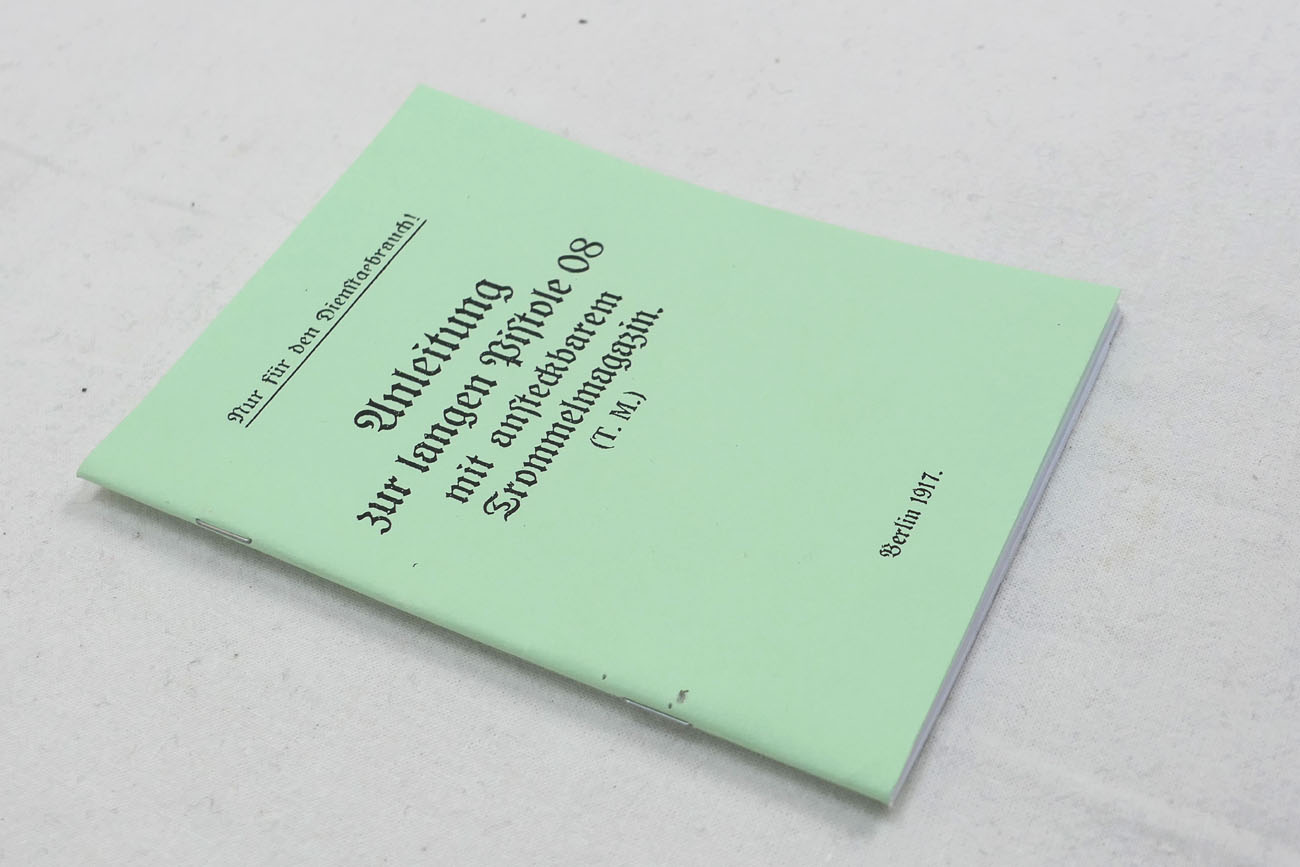 Nur für den Dienstgebrauch!
Anleitung
zur langen Pistole 08
mit ansteckbarem
Trommelmagazin.
(T. M.)
Berlin 1917.